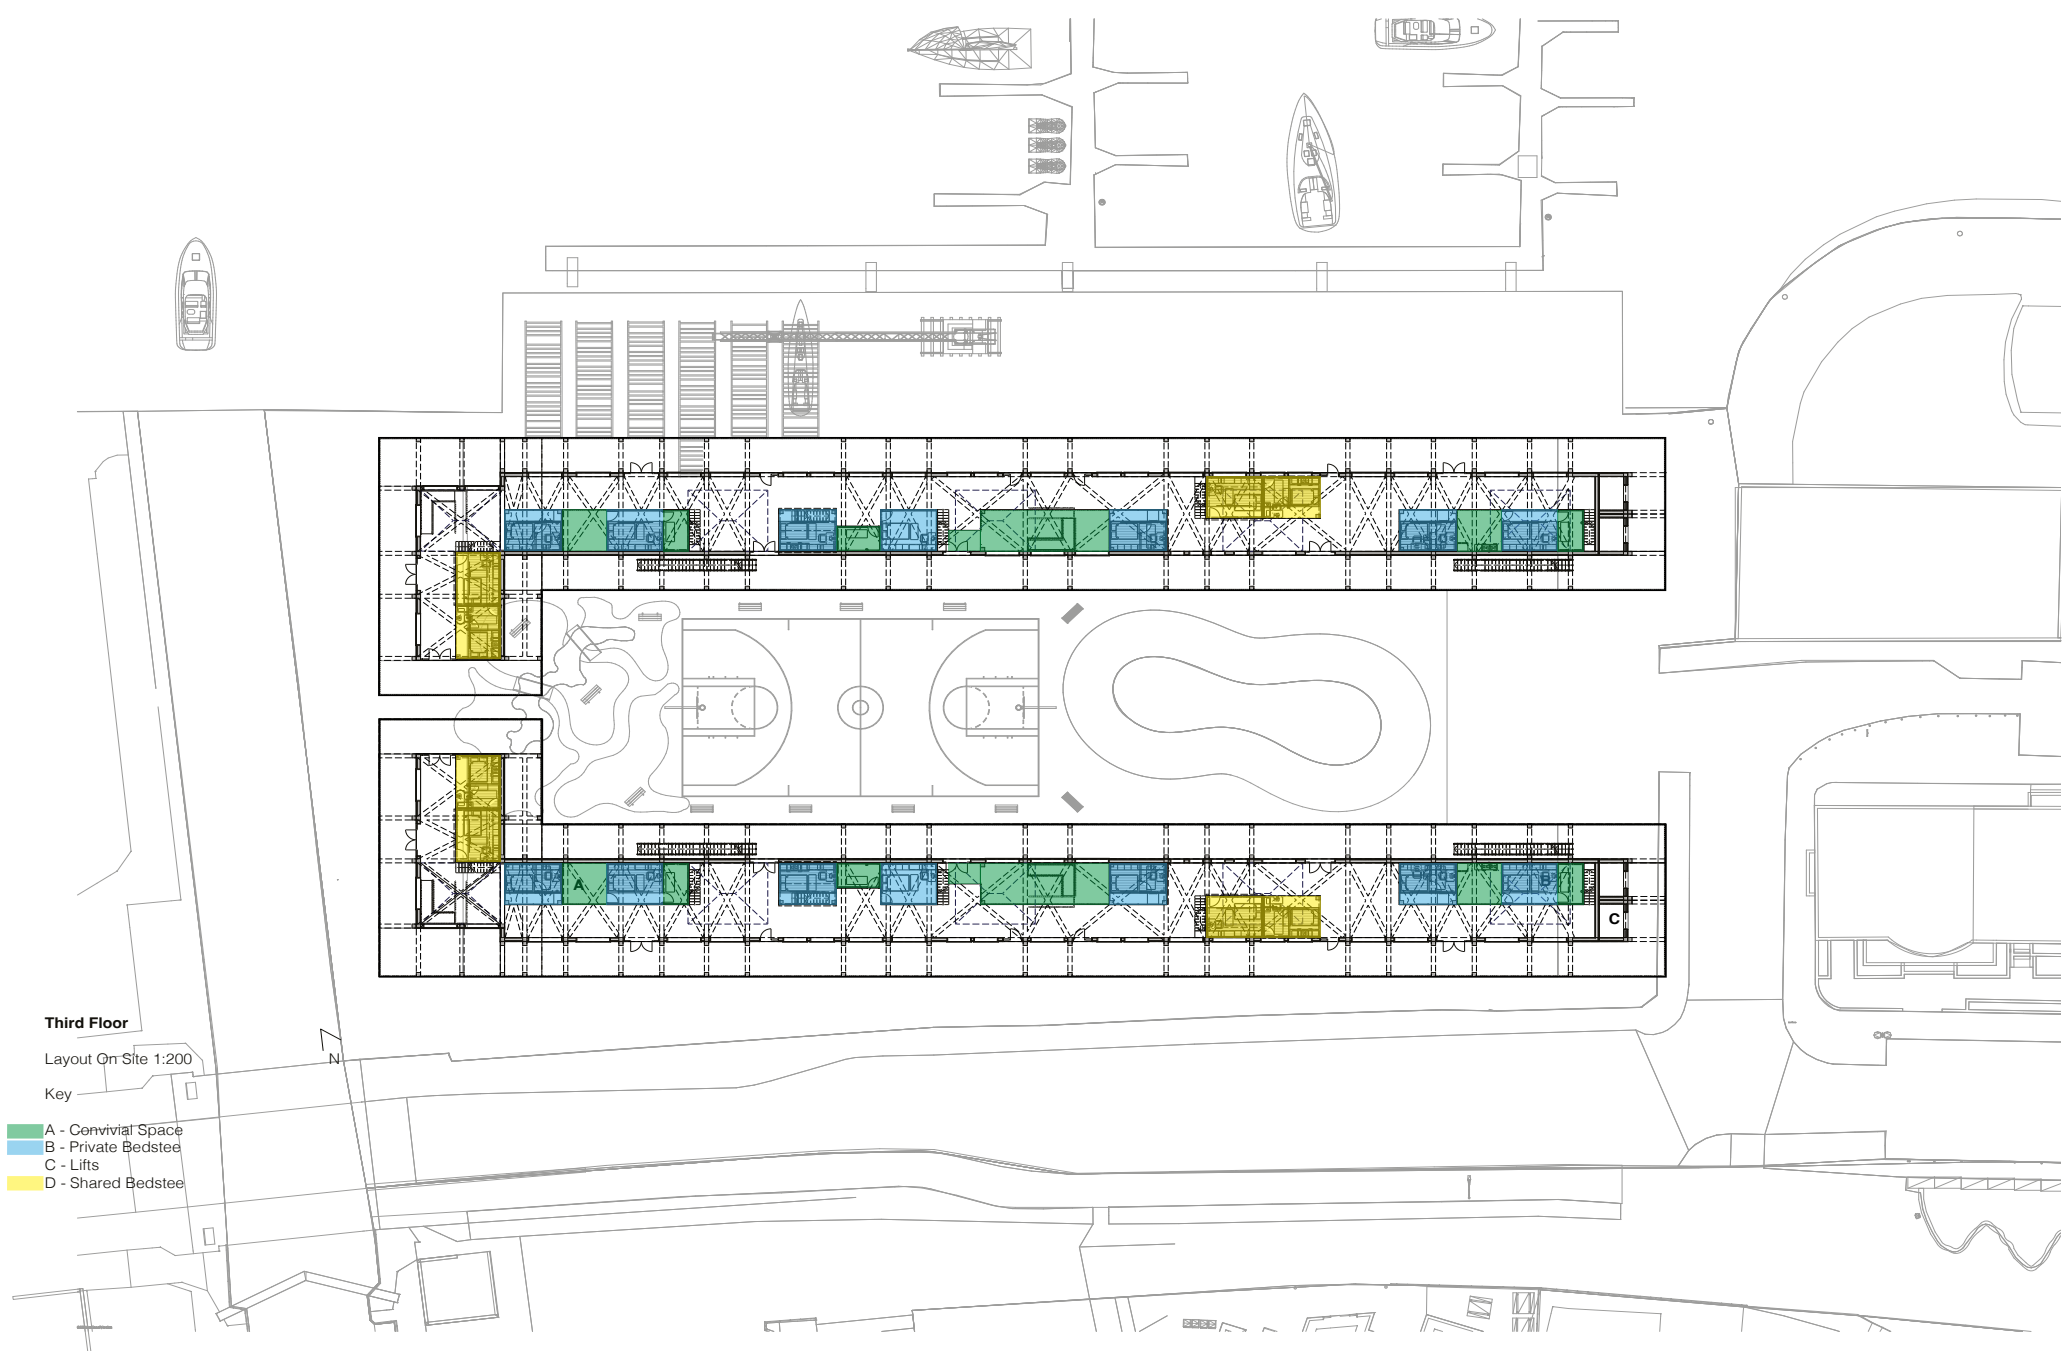 A
B
C
Third Floor
Layout On Site 1:200
N
Key
A - Convivial Space
B - Private Bedstee
C - Lifts
D - Shared Bedstee